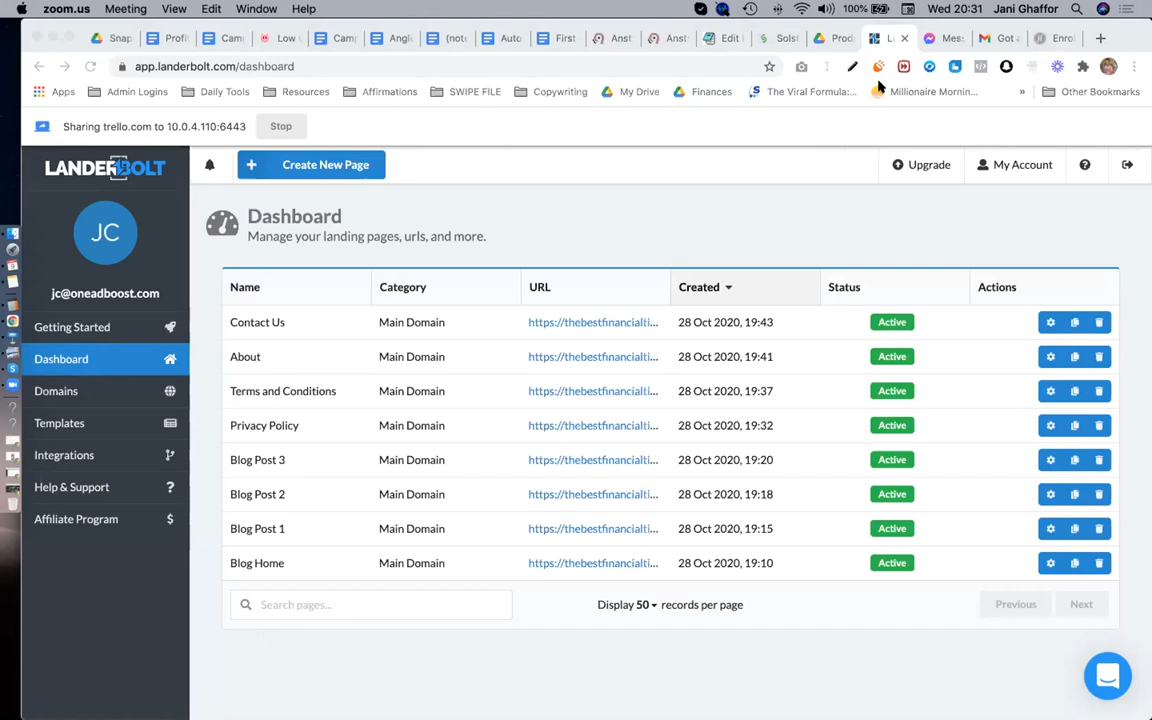 zoom.us Meeting View Edit Window Help 100% Wed 20:31 Jani Ghaffor
Snap Profi Cam Low Cam Angl (not Auto First Anst Anst Edit Solst Prod L Mes Got Enrol
app.landerbolt.com/dashboard
Apps Admin Logins Daily Tools Resources Affirmations SWIPE FILE Copywriting My Drive Finances The Viral Formula:... Millionaire Mornin... » Other Bookmarks
Sharing trello.com to 10.0.4.110:6443 Stop
LANDERBOLT
Create New Page Upgrade My Account
JC
jc@oneadboost.com
Getting Started
Dashboard
Domains
Templates
Integrations
Help & Support
Affiliate Program
Dashboard
Manage your landing pages, urls, and more.
Name Category URL Created Status Actions
Contact Us Main Domain https://thebestfinancialti... 28 Oct 2020, 19:43 Active
About Main Domain https://thebestfinancialti... 28 Oct 2020, 19:41 Active
Terms and Conditions Main Domain https://thebestfinancialti... 28 Oct 2020, 19:37 Active
Privacy Policy Main Domain https://thebestfinancialti... 28 Oct 2020, 19:32 Active
Blog Post 3 Main Domain https://thebestfinancialti... 28 Oct 2020, 19:20 Active
Blog Post 2 Main Domain https://thebestfinancialti... 28 Oct 2020, 19:18 Active
Blog Post 1 Main Domain https://thebestfinancialti... 28 Oct 2020, 19:15 Active
Blog Home Main Domain https://thebestfinancialti... 28 Oct 2020, 19:10 Active
Search pages... Display 50 records per page Previous Next